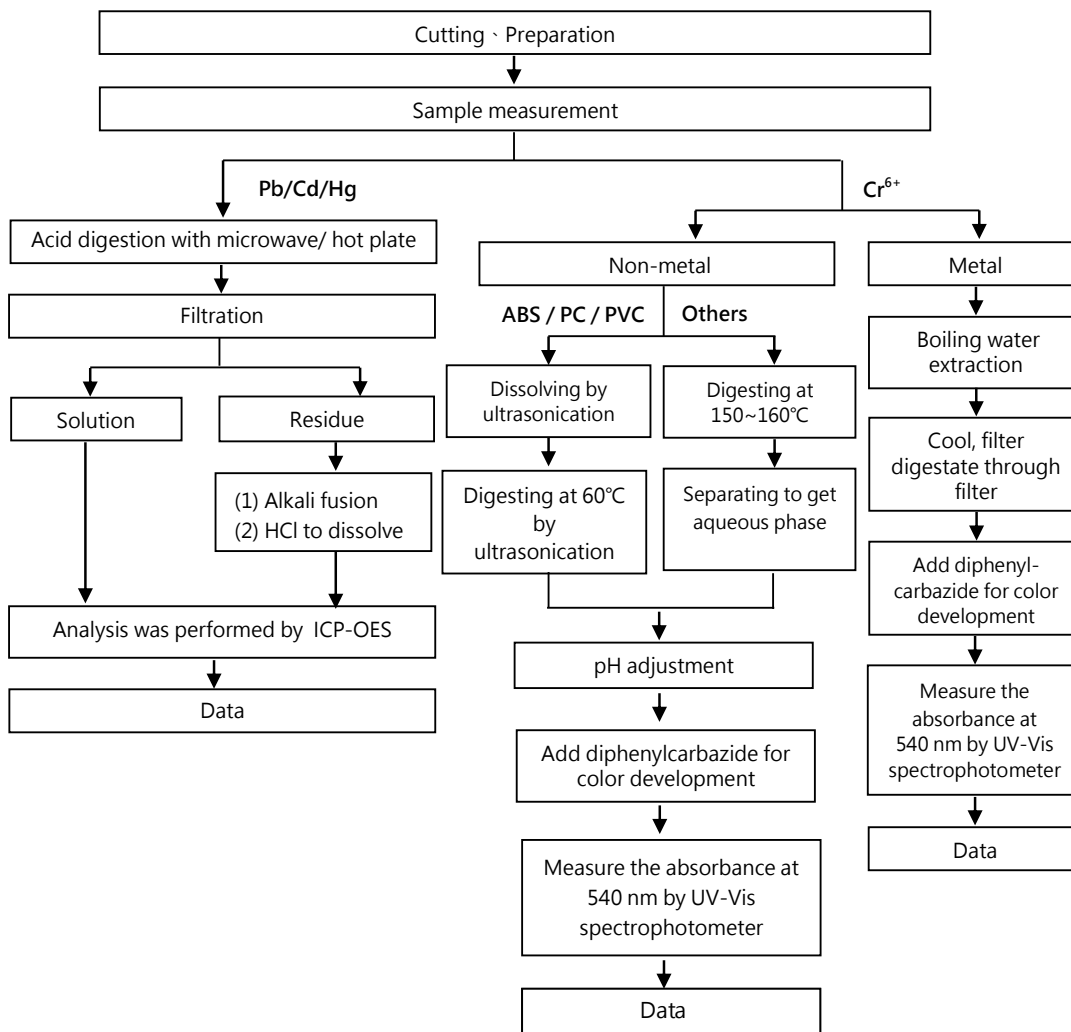 Cutting、Preparation
Sample measurement
Pb/Cd/Hg
Acid digestion with microwave/ hot plate
Filtration
Solution
Residue
(1) Alkali fusion
(2) HCl to dissolve
Analysis was performed by ICP-OES
Data
Cr⁶⁺
Non-metal
ABS / PC / PVC
Others
Dissolving by
ultrasonication
Digesting at 60℃
by
ultrasonication
Digesting at
150~160℃
Separating to get
aqueous phase
pH adjustment
Add diphenylcarbazide for
color development
Measure the absorbance at
540 nm by UV-Vis
spectrophotometer
Data
Metal
Boiling water
extraction
Cool, filter
digestate through
filter
Add diphenyl-
carbazide for color
development
Measure the
absorbance at
540 nm by UV-Vis
spectrophotometer
Data